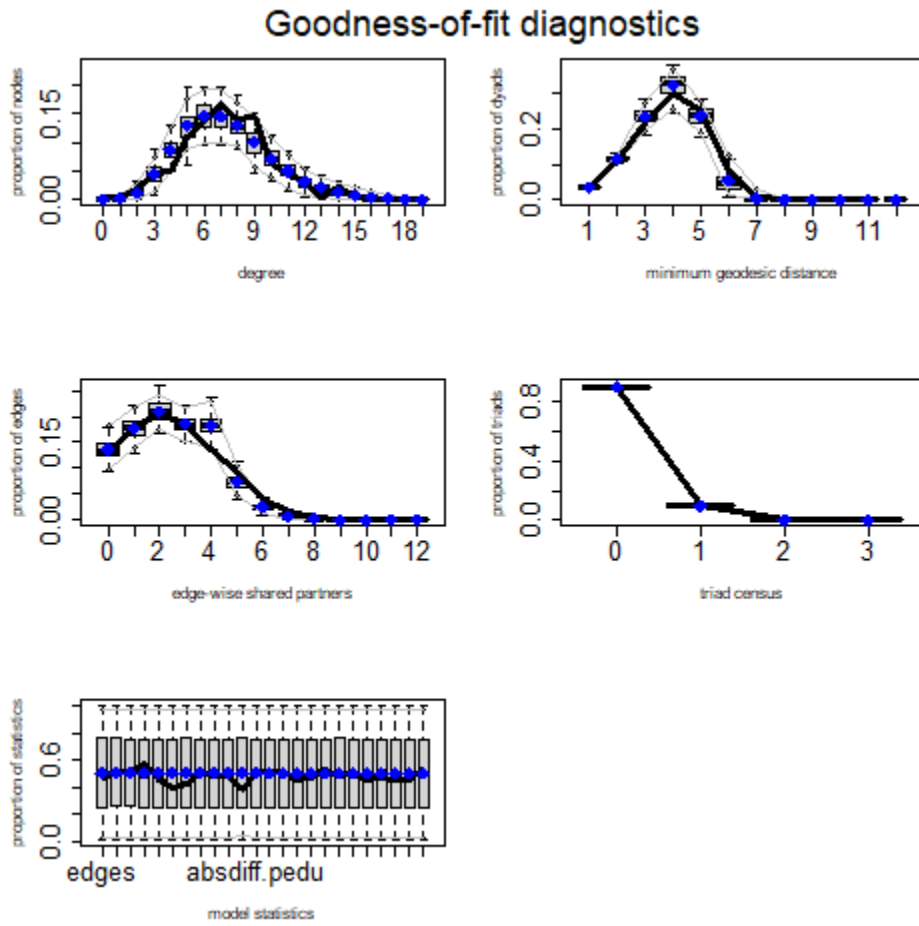 Goodness-of-fit diagnostics
proportion of nodes
0.00 0.15
0 3 6 9 12 15 18
degree
proportion of dyads
0.0 0.2
1 3 5 7 9 11
minimum geodesic distance
proportion of edges
0.00 0.15
0 2 4 6 8 10 12
edge-wise shared partners
proportion of triads
0.0 0.4 0.8
0 1 2 3
triad census
proportion of statistics
0.0 0.6
edges absdiff.pedu
model statistics